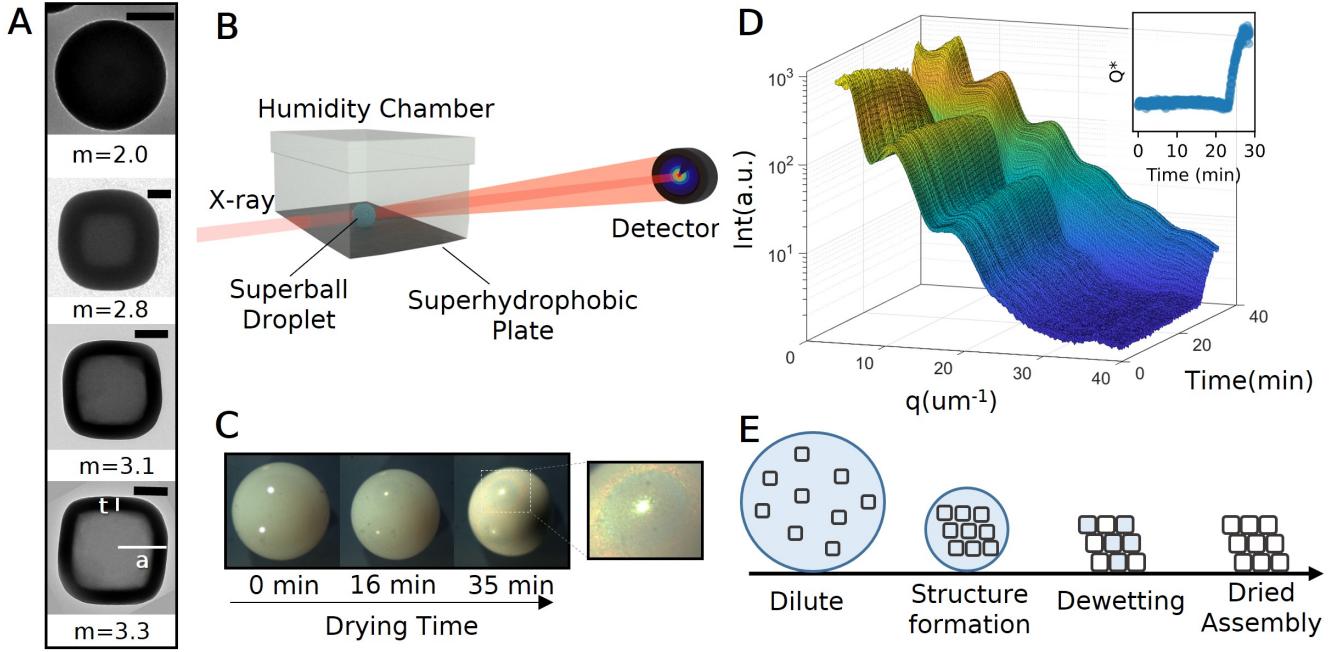 A
m=2.0
m=2.8
m=3.1
t
a
m=3.3
B
Humidity Chamber
X-ray
Detector
Superball
Droplet
Superhydrophobic
Plate
C
0 min
16 min
35 min
Drying Time
D
Int(a.u.)
10³
10²
10¹
0
10
20
30
40
q(um⁻¹)
0
20
40
Time(min)
Q*
0
10
20
30
Time (min)
E
Dilute
Structure
formation
Dewetting
Dried
Assembly